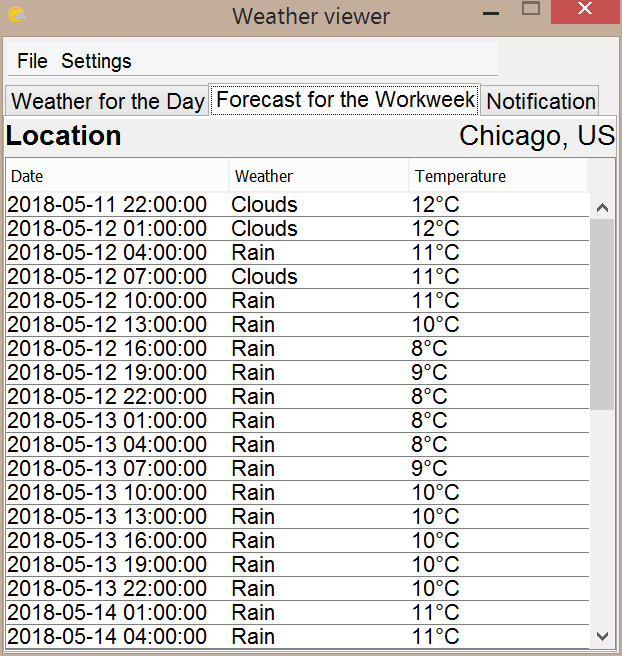 Weather viewer
File Settings
Weather for the Day Forecast for the Workweek Notification
Location Chicago, US
Date Weather Temperature
2018-05-11 22:00:00 Clouds 12°C
2018-05-12 01:00:00 Clouds 12°C
2018-05-12 04:00:00 Rain 11°C
2018-05-12 07:00:00 Clouds 11°C
2018-05-12 10:00:00 Rain 11°C
2018-05-12 13:00:00 Rain 10°C
2018-05-12 16:00:00 Rain 8°C
2018-05-12 19:00:00 Rain 9°C
2018-05-12 22:00:00 Rain 8°C
2018-05-13 01:00:00 Rain 8°C
2018-05-13 04:00:00 Rain 8°C
2018-05-13 07:00:00 Rain 9°C
2018-05-13 10:00:00 Rain 10°C
2018-05-13 13:00:00 Rain 10°C
2018-05-13 16:00:00 Rain 10°C
2018-05-13 19:00:00 Rain 10°C
2018-05-13 22:00:00 Rain 10°C
2018-05-14 01:00:00 Rain 11°C
2018-05-14 04:00:00 Rain 11°C